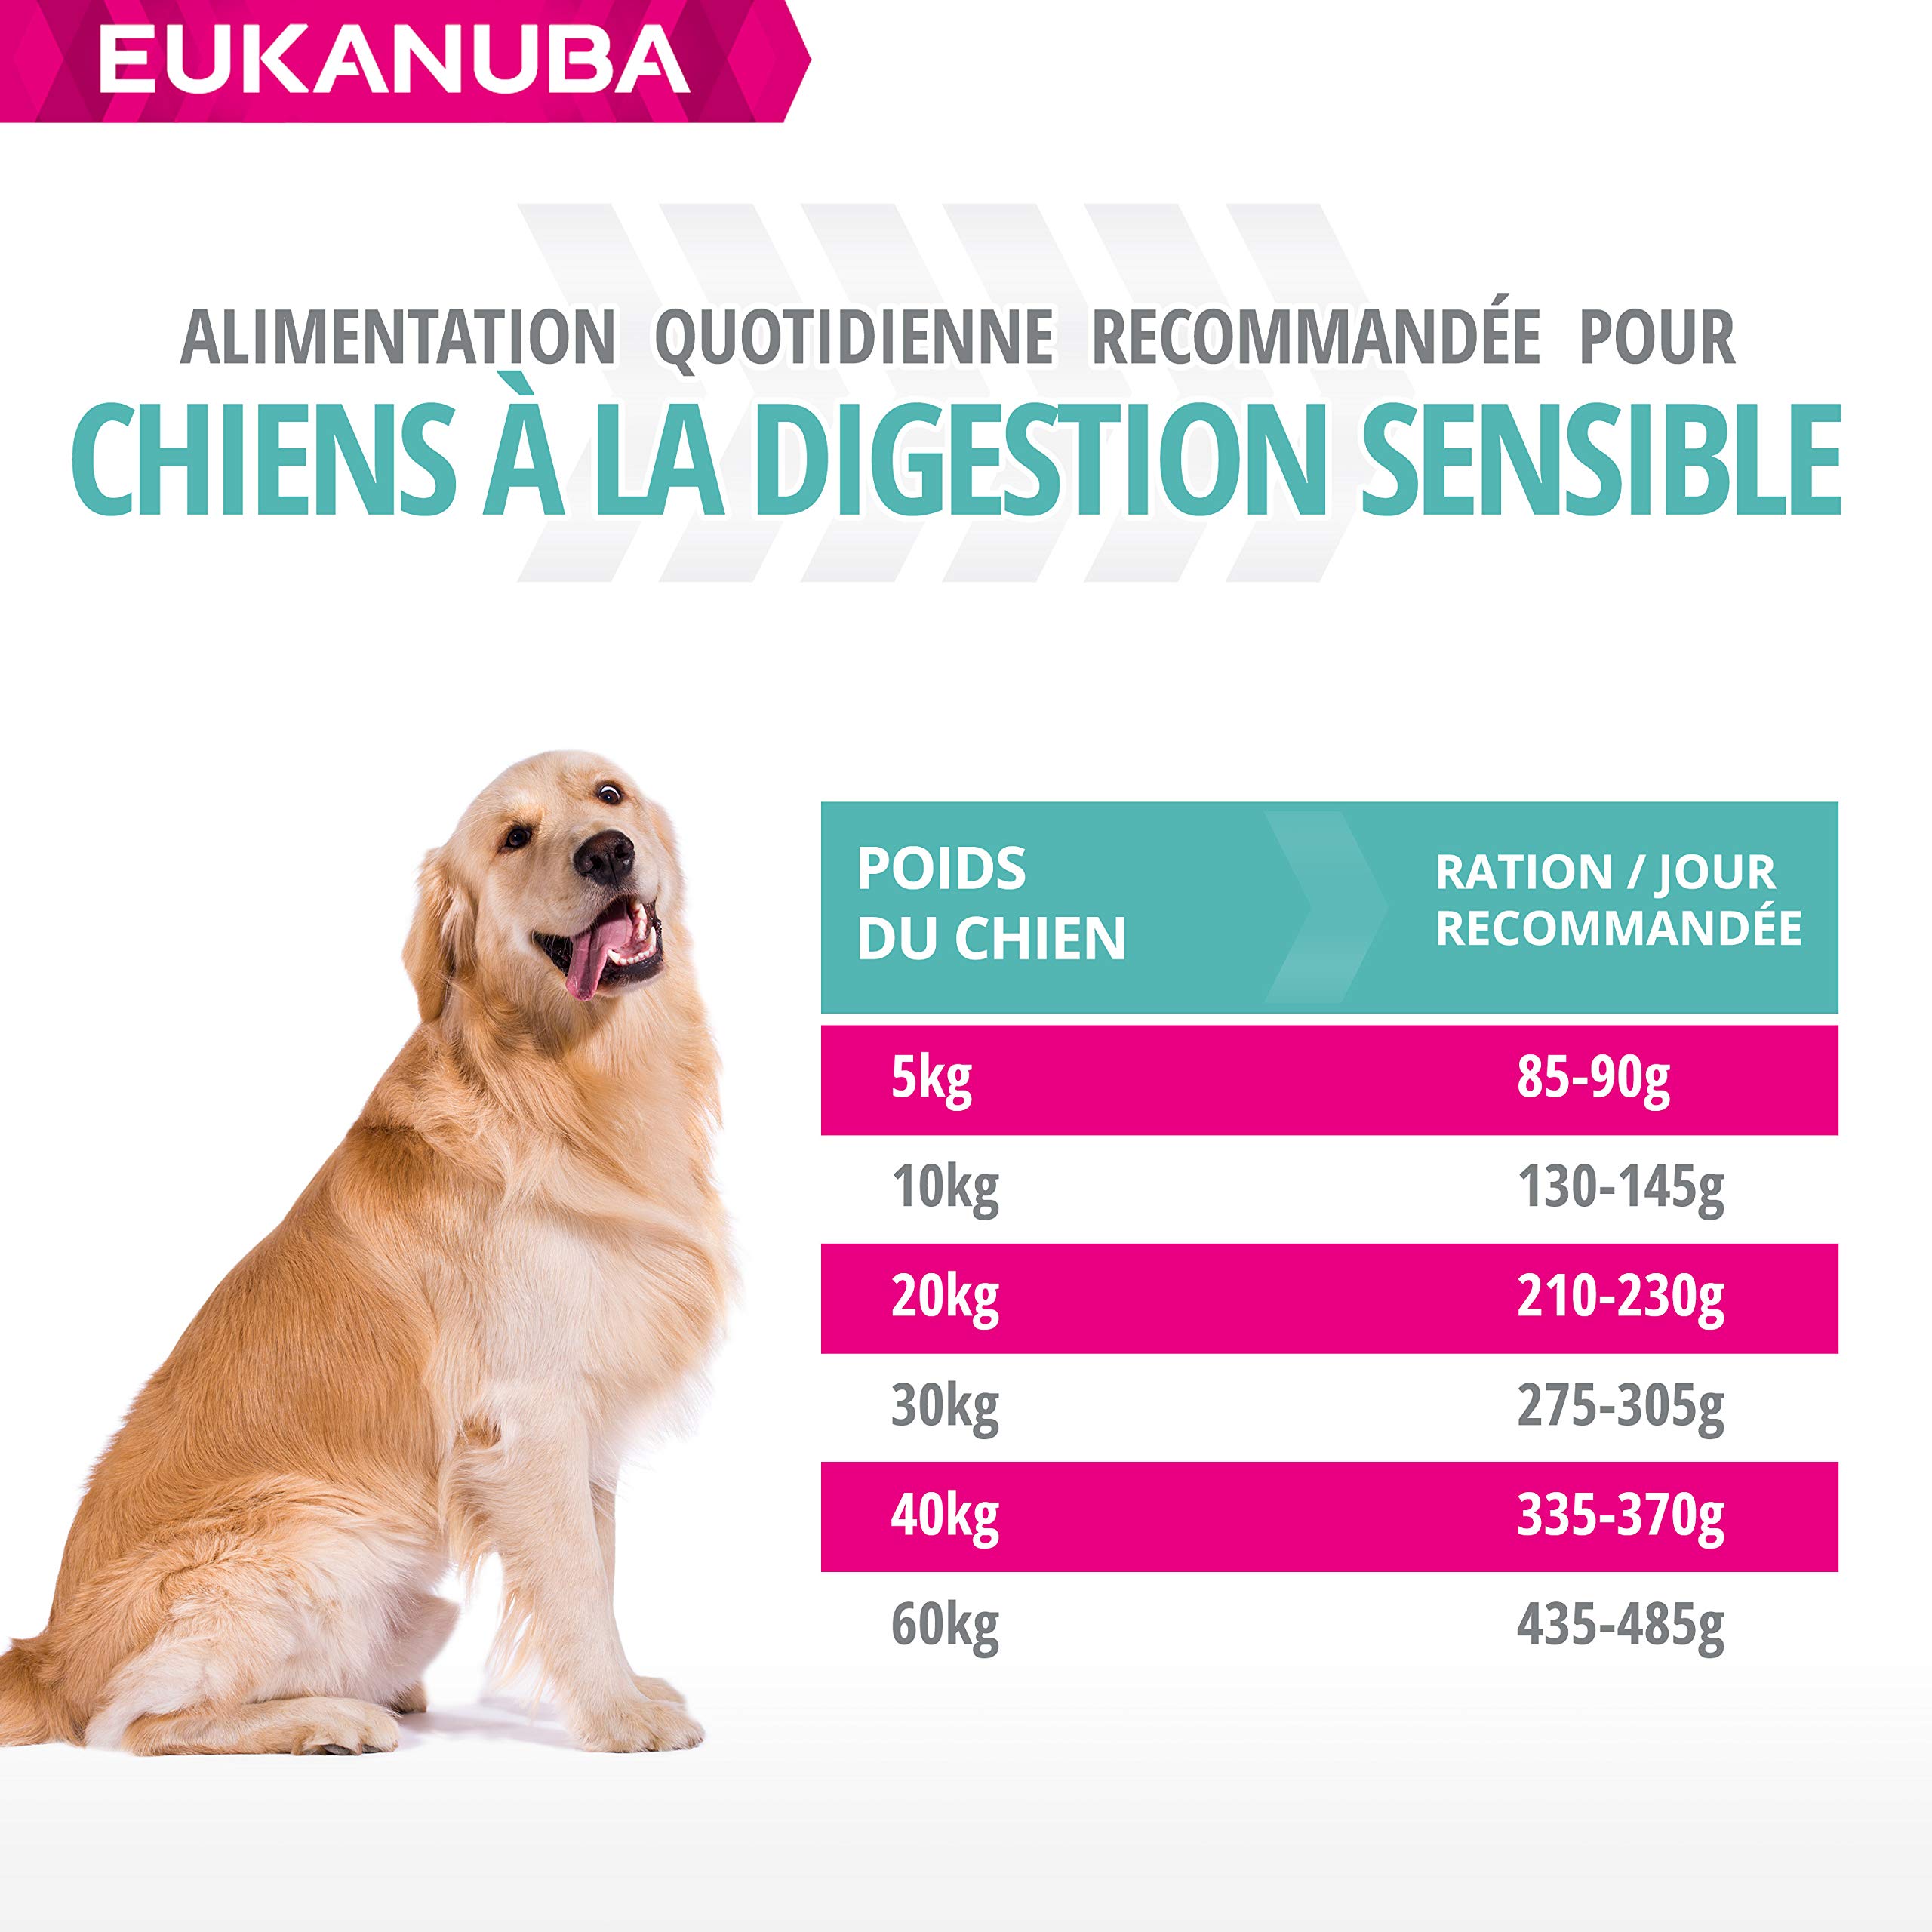 EUKANUBA
ALIMENTATION QUOTIDIENNE RECOMMANDÉE POUR
CHIENS À LA DIGESTION SENSIBLE
POIDS
DU CHIEN
RATION / JOUR
RECOMMANDÉE
5kg 85-90g
10kg 130-145g
20kg 210-230g
30kg 275-305g
40kg 335-370g
60kg 435-485g